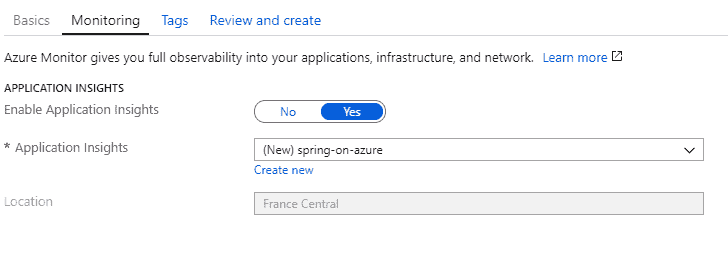 Basics Monitoring Tags Review and create
Azure Monitor gives you full observability into your applications, infrastructure, and network. Learn more
APPLICATION INSIGHTS
Enable Application Insights No Yes
* Application Insights (New) spring-on-azure
Create new
Location France Central